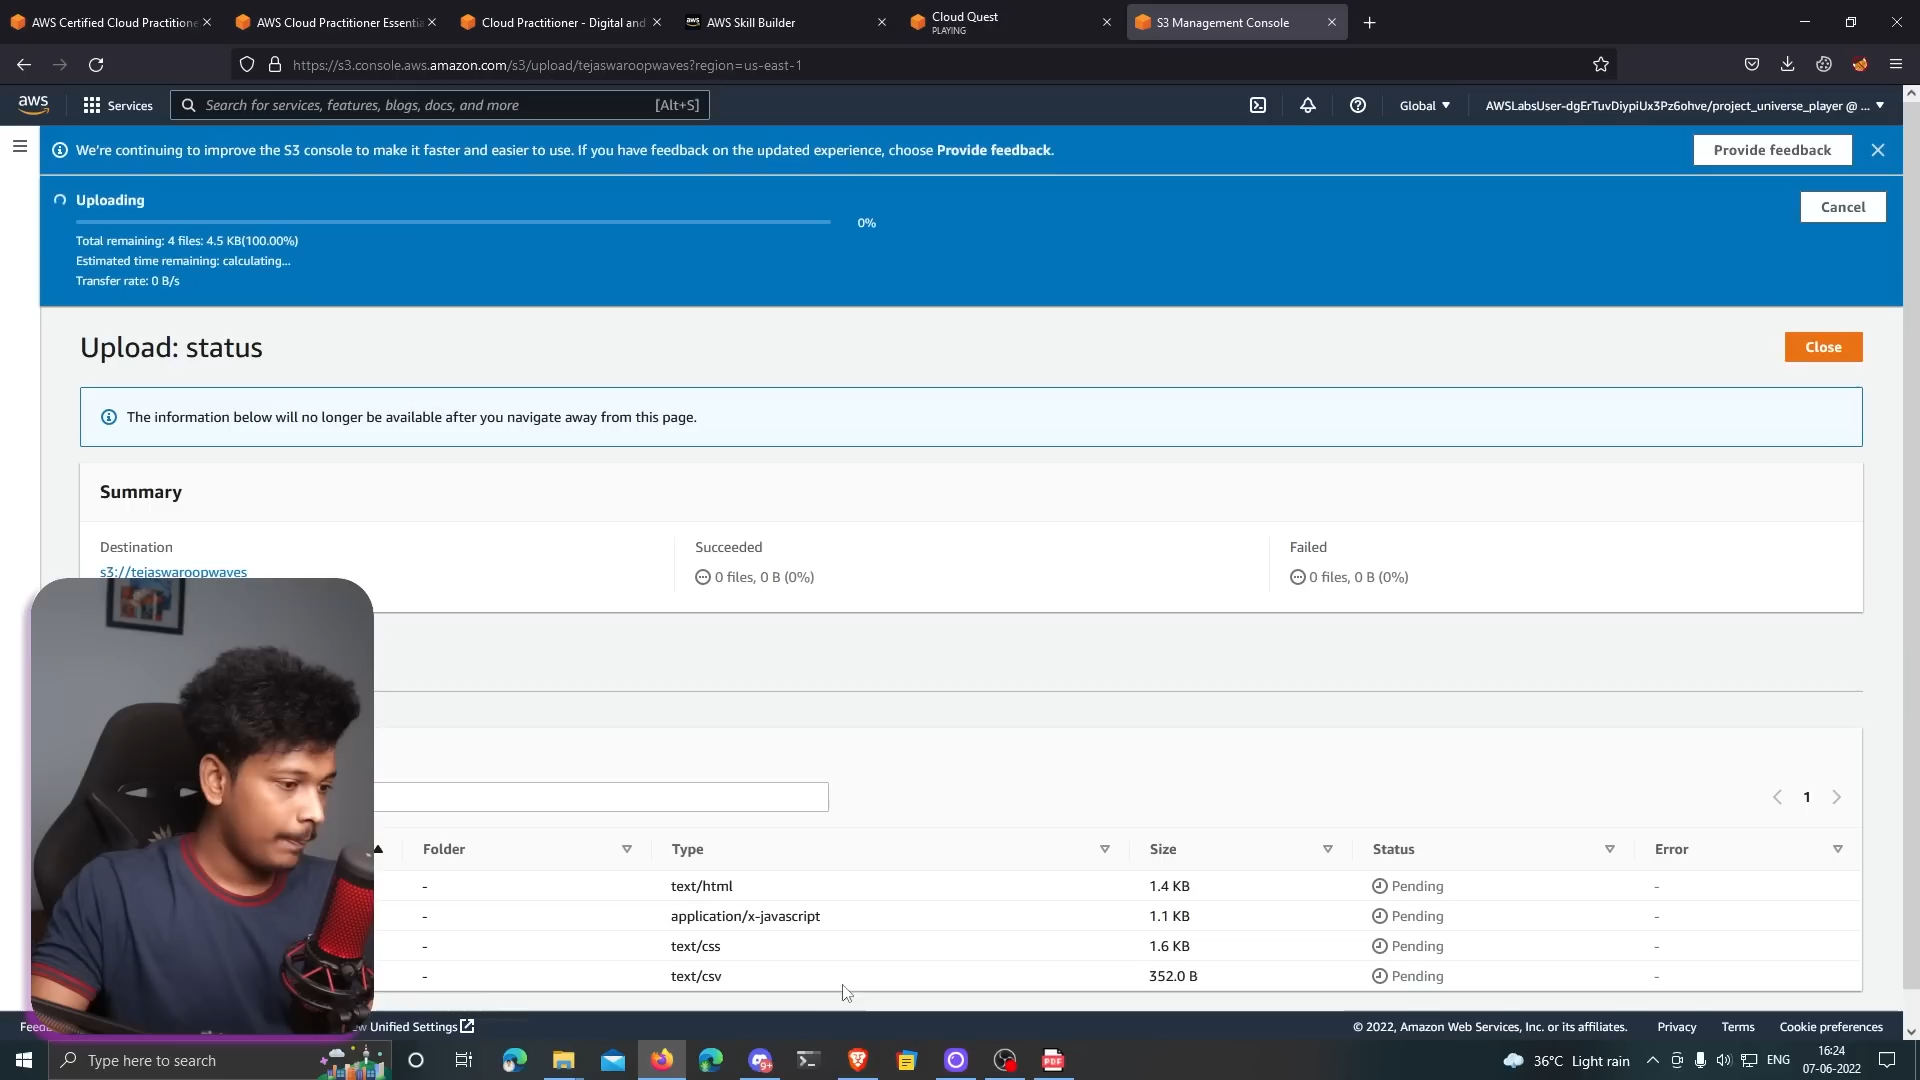 AWS Certified Cloud Practitione
AWS Cloud Practitioner Essentia
Cloud Practitioner - Digital and
aws
AWS Skill Builder
Cloud Quest
PLAYING
S3 Management Console
https://s3.console.aws.amazon.com/s3/upload/tejaswaroopwaves?region=us-east-1
aws
Services
Search for services, features, blogs, docs, and more
[Alt+S]
Global
AWSLabsUser-dgErTuvDiypiUx3Pz6ohve/project_universe_player @ ...
We're continuing to improve the S3 console to make it faster and easier to use. If you have feedback on the updated experience, choose Provide feedback.
Provide feedback
Uploading
0%
Cancel
Total remaining: 4 files: 4.5 KB(100.00%)
Estimated time remaining: calculating...
Transfer rate: 0 B/s
Upload: status
Close
The information below will no longer be available after you navigate away from this page.
Summary
Destination
Succeeded
Failed
s3://tejaswaroopwaves
0 files, 0 B (0%)
0 files, 0 B (0%)
1
Folder
Type
Size
Status
Error
-
text/html
1.4 KB
Pending
-
-
application/x-javascript
1.1 KB
Pending
-
-
text/css
1.6 KB
Pending
-
-
text/csv
352.0 B
Pending
-
Unified Settings
© 2022, Amazon Web Services, Inc. or its affiliates.
Privacy
Terms
Cookie preferences
Type here to search
9+
PDF
36°C Light rain
ENG
16:24
07-06-2022